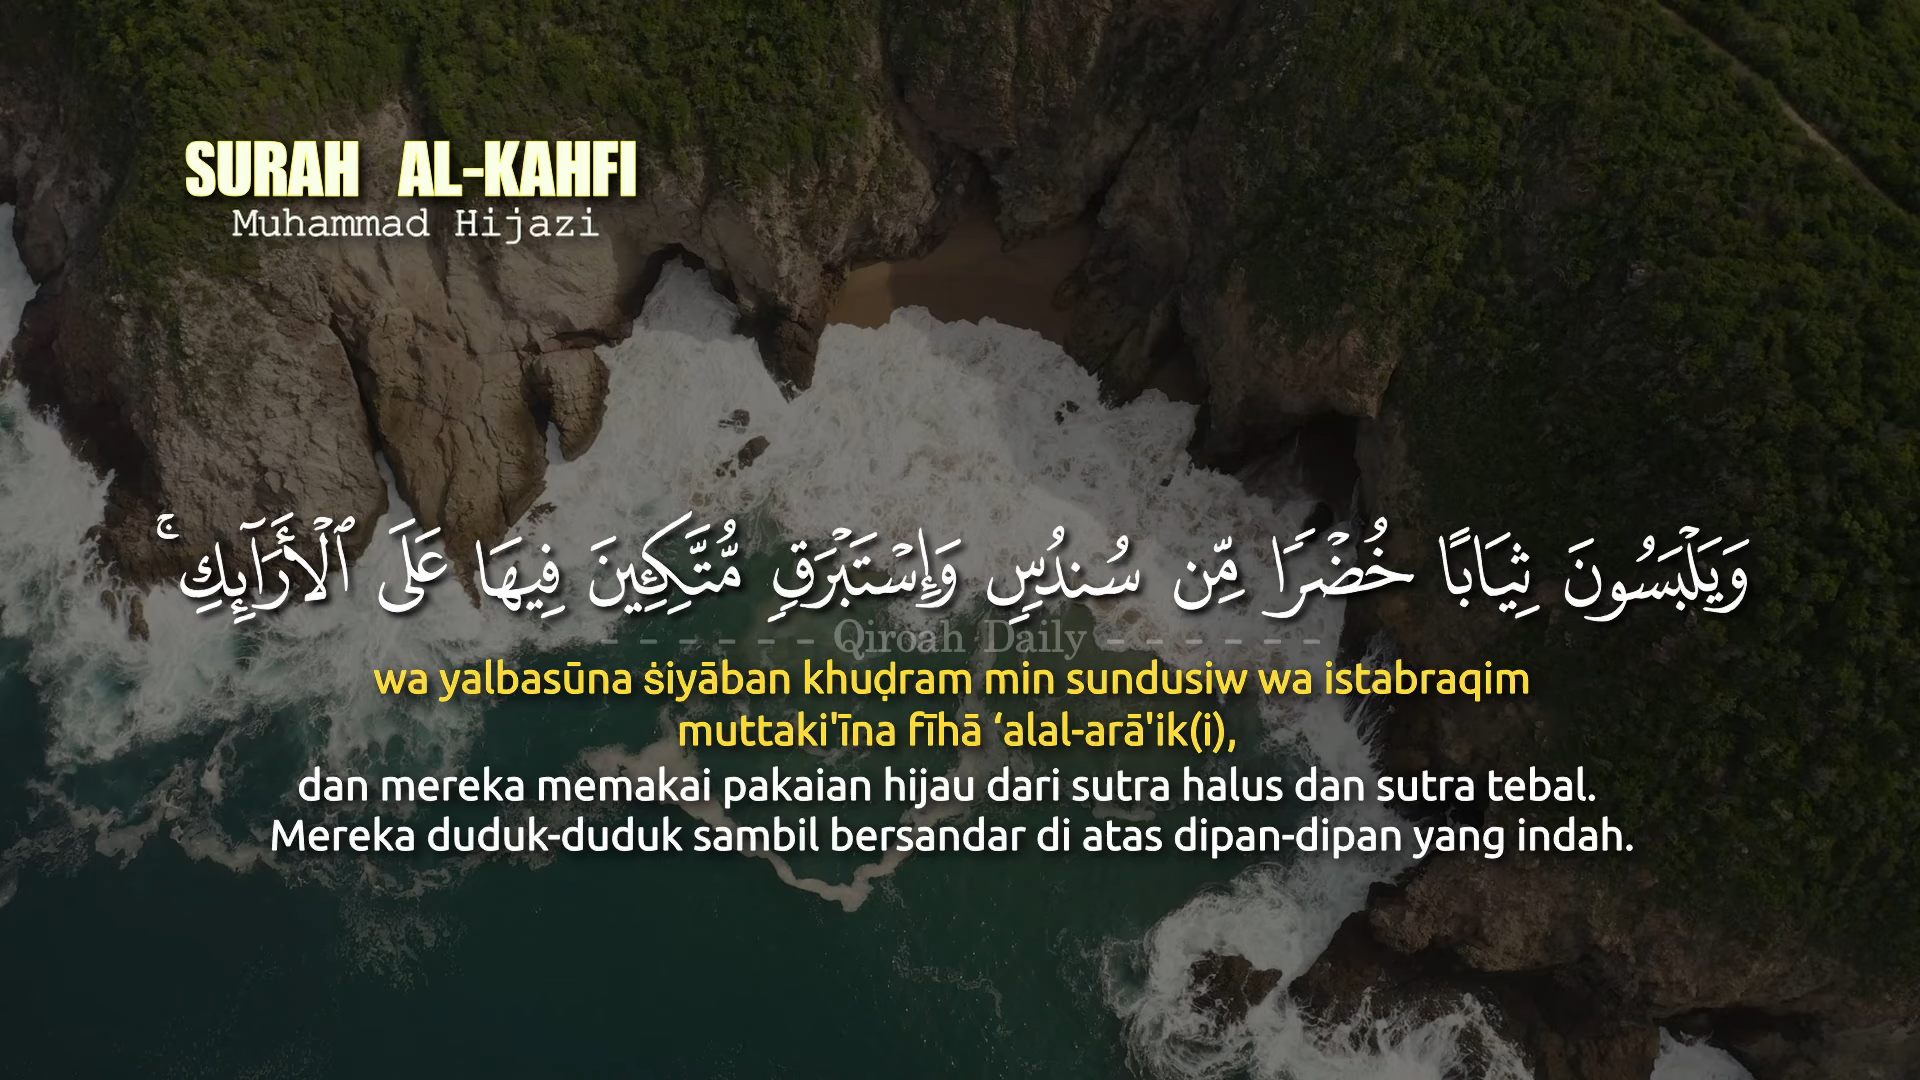 SURAH AL-KAHFI
Muhammad Hijazi
وَيَلْبَسُونَ ثِيَابًا خُضْرًا مِّن سُندُسٍ وَإِسْتَبْرَقٍ مُّتَّكِـِٔينَ فِيهَا عَلَى ٱلْأَرَآئِكِ ۚ
- - - - - - Qiroah Daily - - - - - -
wa yalbasūna ṡiyāban khuḍram min sundusiw wa istabraqim
muttaki'īna fīhā ‘alal-arā'ik(i),
dan mereka memakai pakaian hijau dari sutra halus dan sutra tebal.
Mereka duduk-duduk sambil bersandar di atas dipan-dipan yang indah.